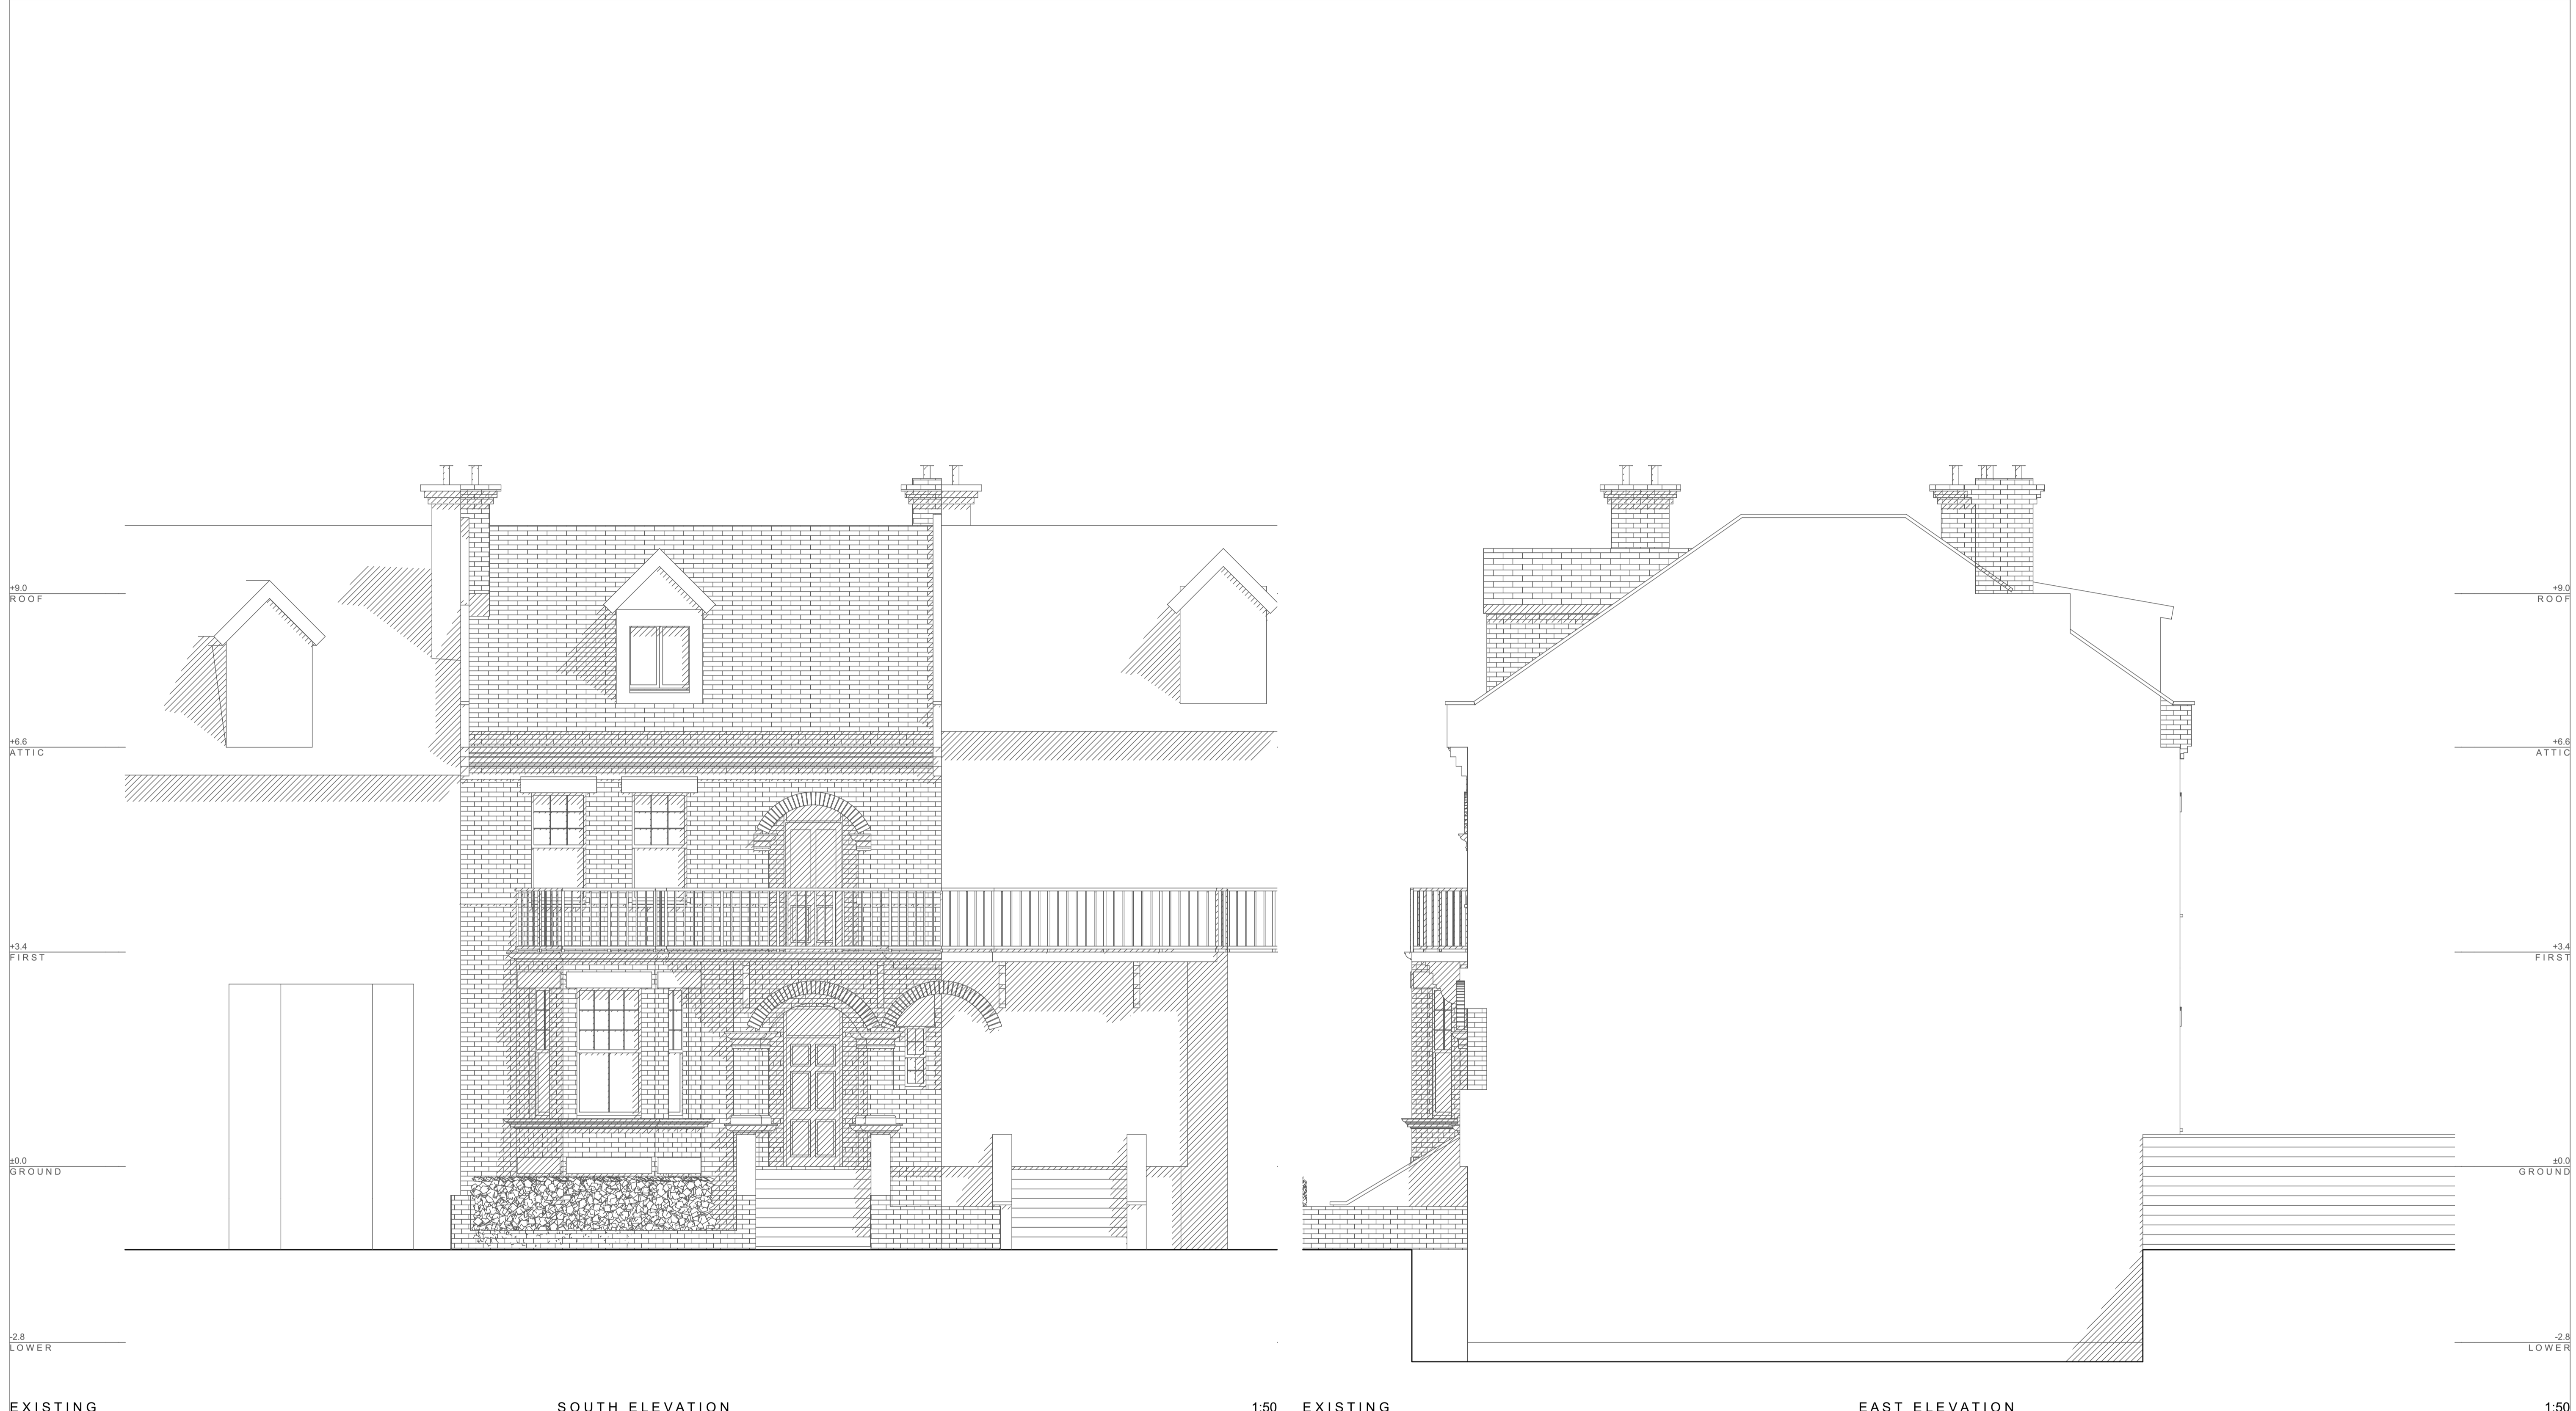 +9.0
ROOF
+6.6
ATTIC
+3.4
FIRST
±0.0
GROUND
-2.8
LOWER
EXISTING
SOUTH ELEVATION
1:50
+9.0
ROOF
+6.6
ATTIC
+3.4
FIRST
±0.0
GROUND
-2.8
LOWER
EXISTING
EAST ELEVATION
1:50